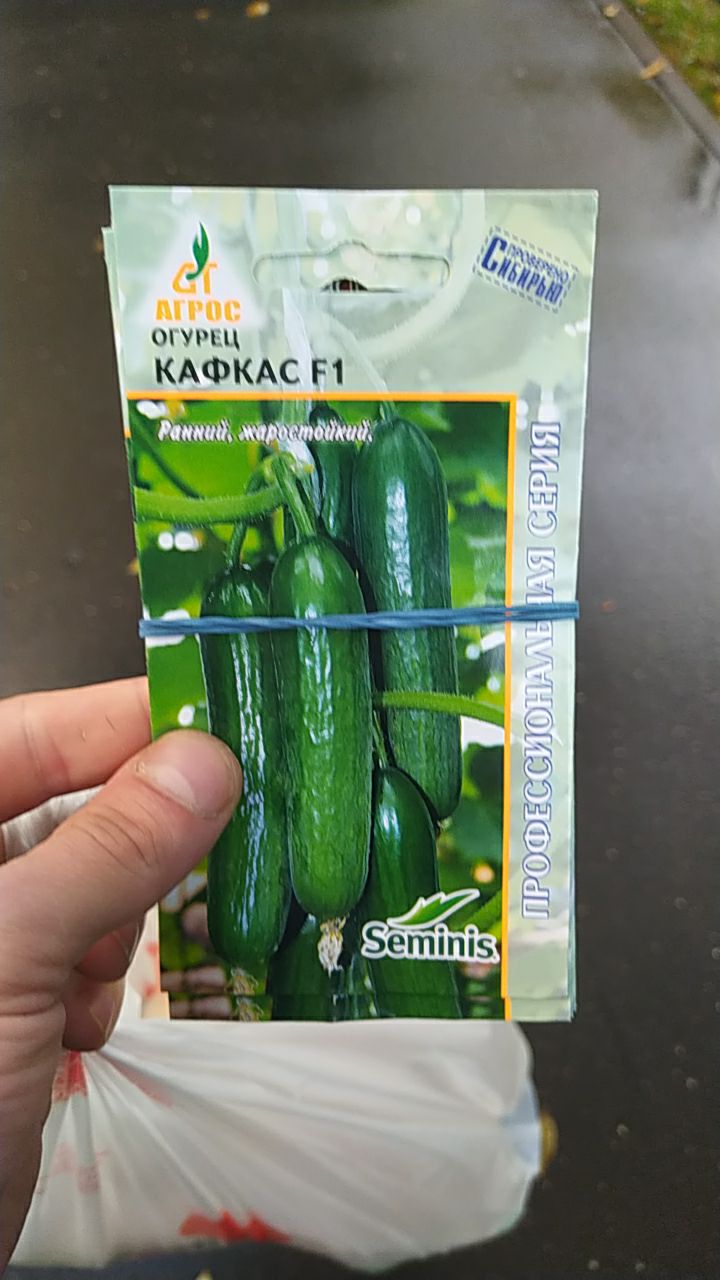 ПРОВЕРЕНО
СИБИРЬЮ
АГРОС
ОГУРЕЦ
КАФКАС F1
Ранний, жаростойкий.
ПРОФЕССИОНАЛЬНАЯ СЕРИЯ
Seminis